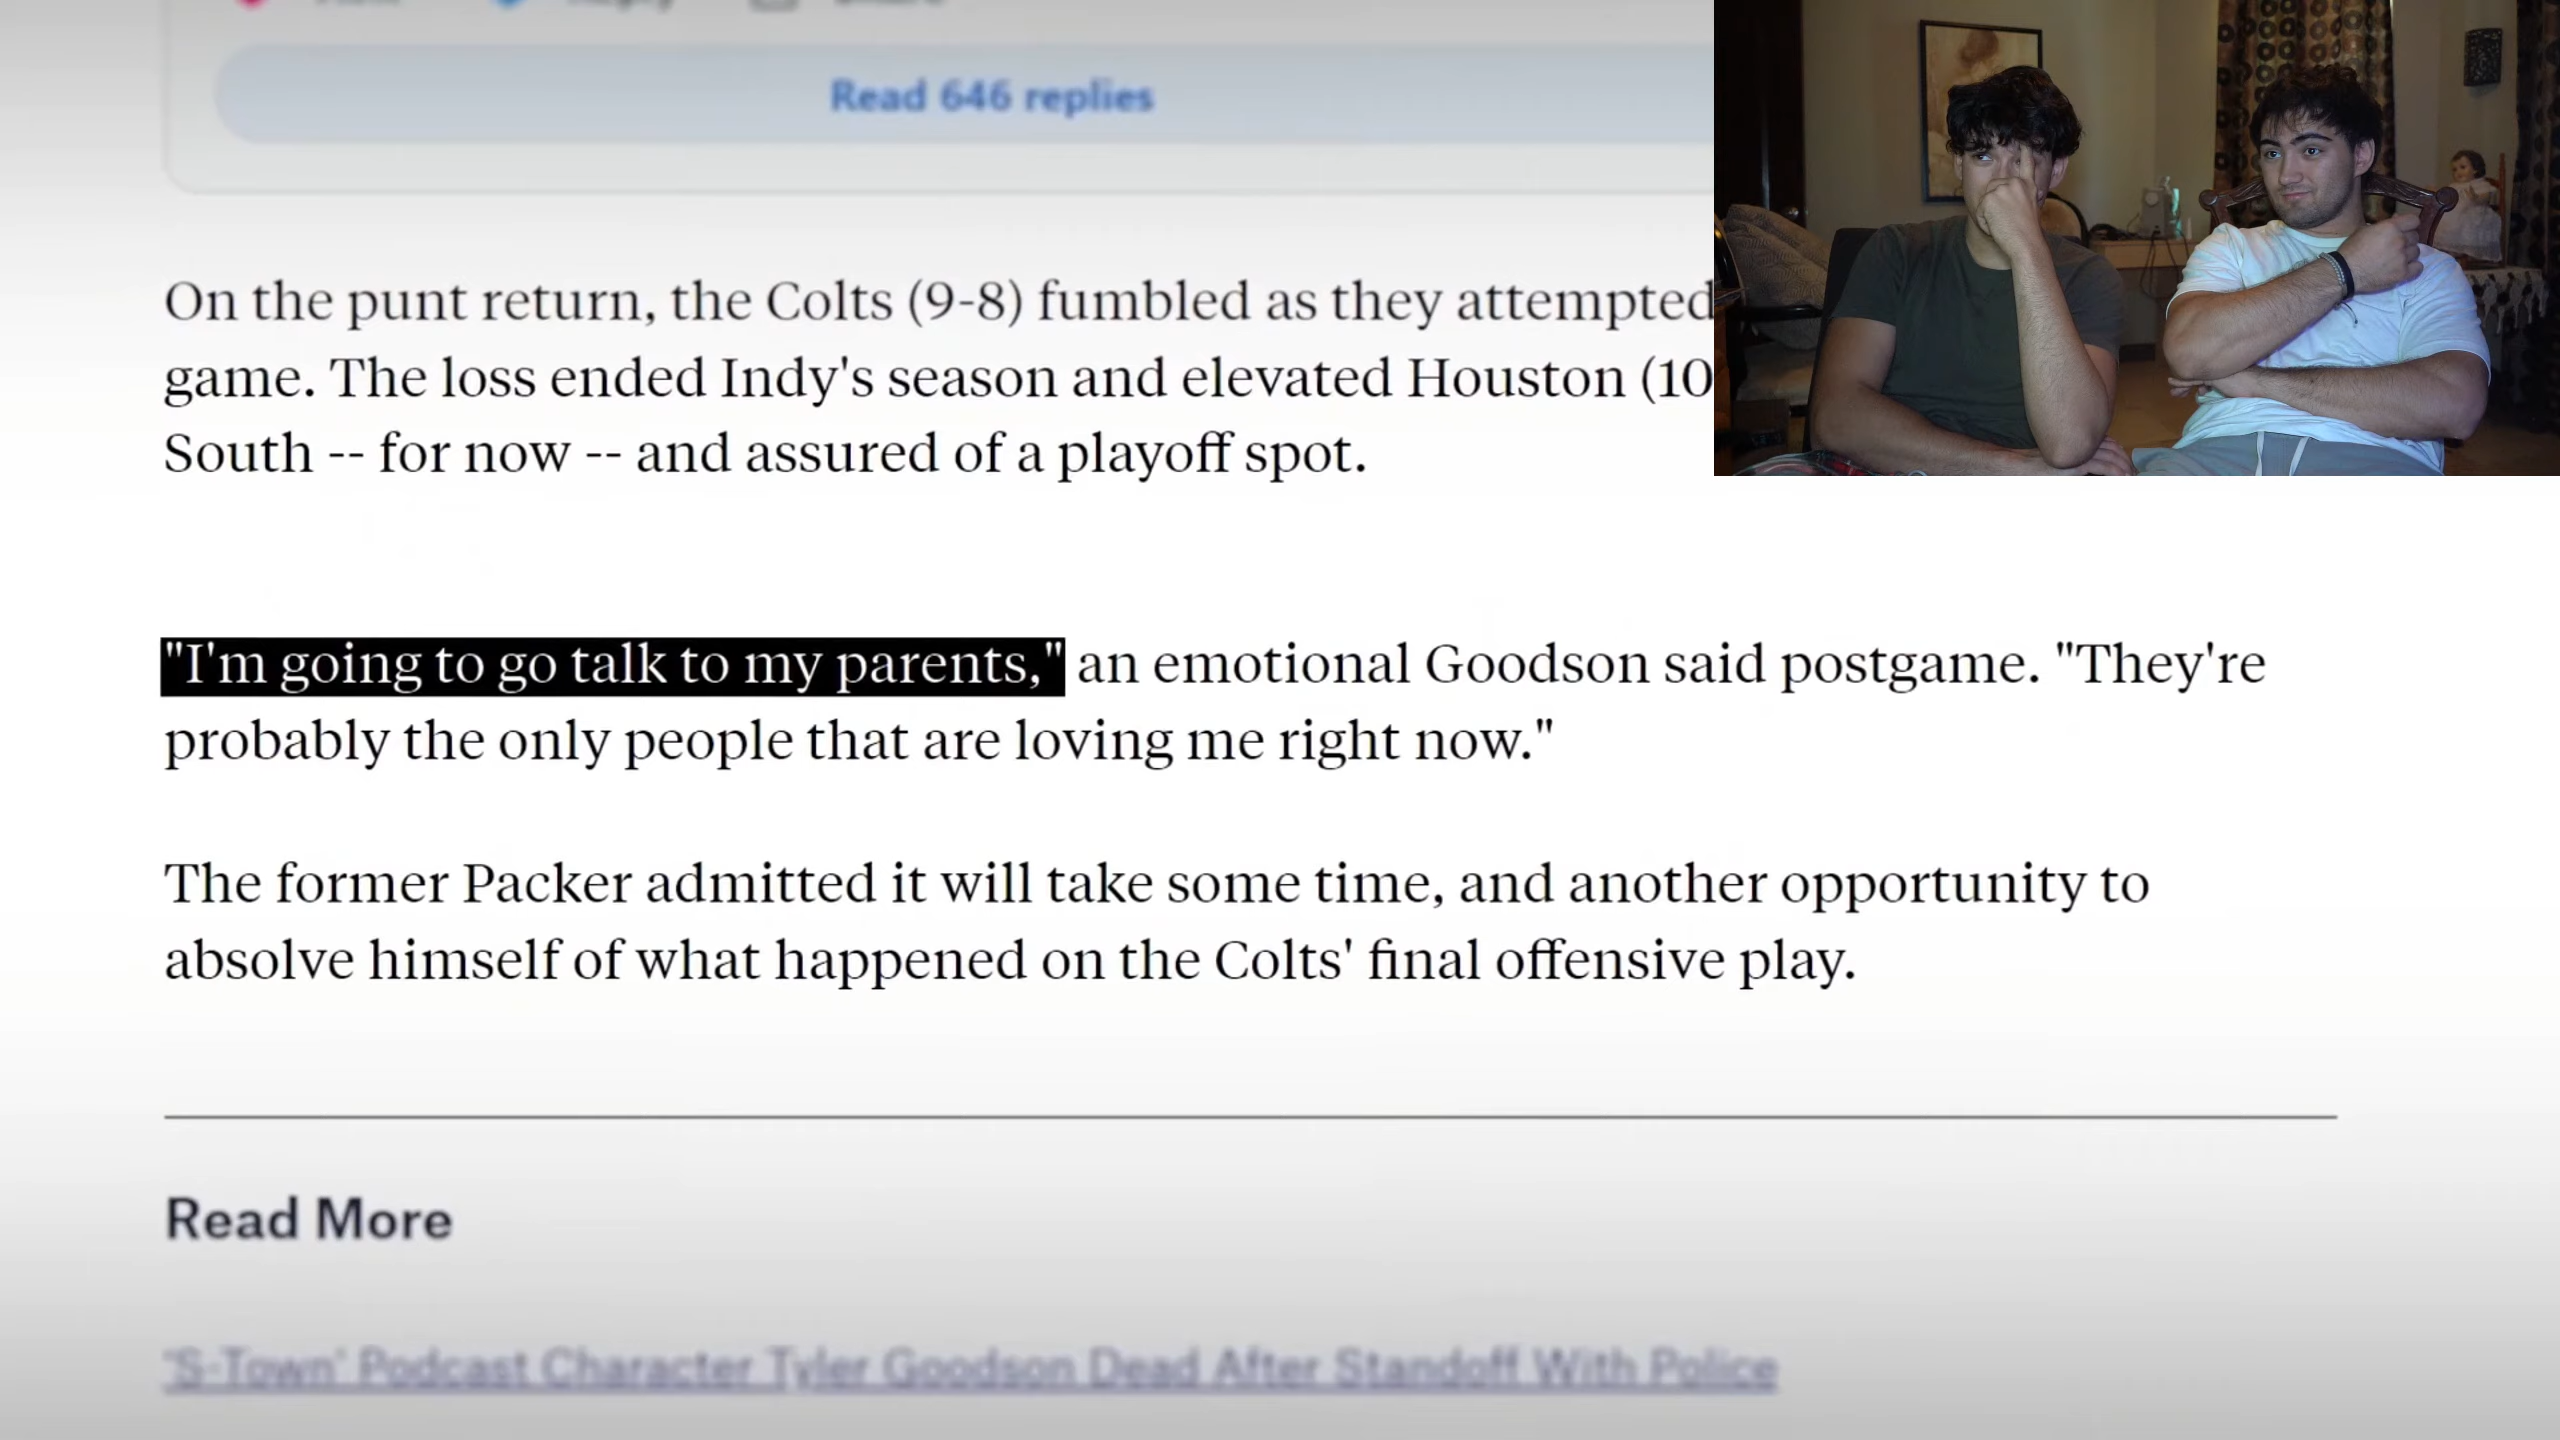 Read 646 replies
On the punt return, the Colts (9-8) fumbled as they attempted
game. The loss ended Indy's season and elevated Houston (10
South -- for now -- and assured of a playoff spot.
"I'm going to go talk to my parents," an emotional Goodson said postgame. "They're
probably the only people that are loving me right now."
The former Packer admitted it will take some time, and another opportunity to
absolve himself of what happened on the Colts' final offensive play.
Read More
'S-Town' Podcast Character Tyler Goodson Dead After Standoff With Police